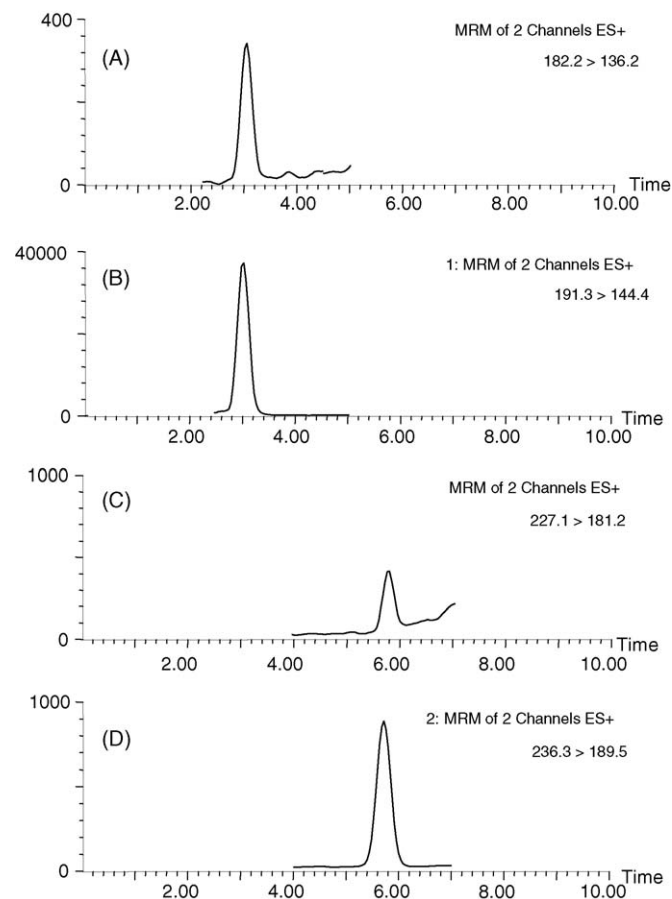 400
(A)
MRM of 2 Channels ES+
182.2 > 136.2
0
2.00 4.00 6.00 8.00 10.00
Time
40000
(B)
1: MRM of 2 Channels ES+
191.3 > 144.4
0
2.00 4.00 6.00 8.00 10.00
Time
1000
(C)
MRM of 2 Channels ES+
227.1 > 181.2
0
2.00 4.00 6.00 8.00 10.00
Time
1000
(D)
2: MRM of 2 Channels ES+
236.3 > 189.5
0
2.00 4.00 6.00 8.00 10.00
Time